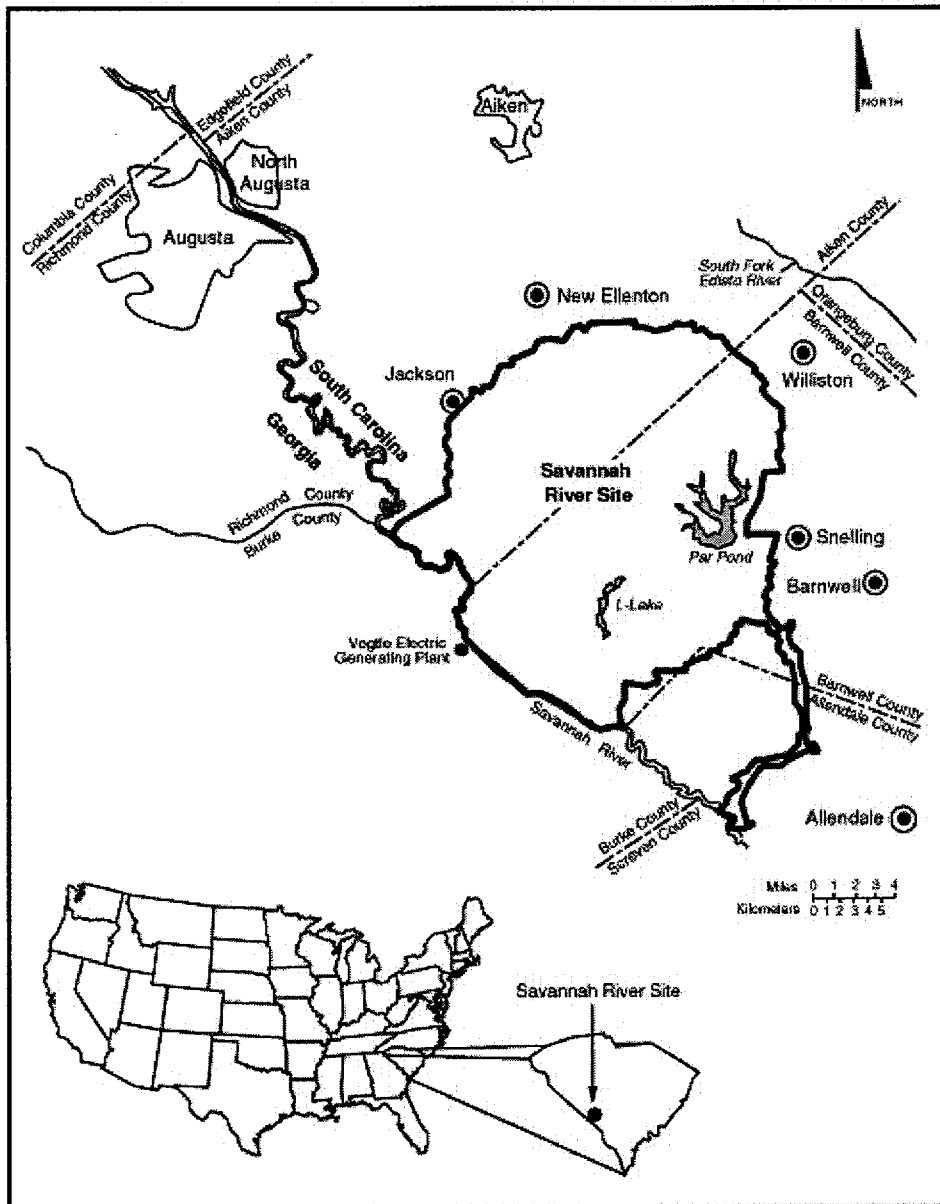 NORTH
Edgefield County
Aiken County
Aiken
North
Augusta
Columbia County
Richmond County
Augusta
South Fork
Edisto River
Aiken County
Orangeburg County
Barnwell County
New Ellenton
Williston
Jackson
South Carolina
Georgia
Savannah
River Site
Richmond County
Burke County
Par Pond
Snelling
Barnwell
L-Lake
Vogtle Electric
Generating Plant
Barnwell County
Allendale County
Savannah River
Burke County
Screven County
Allendale
Miles 0 1 2 3 4
Kilometers 0 1 2 3 4 5
Savannah River Site